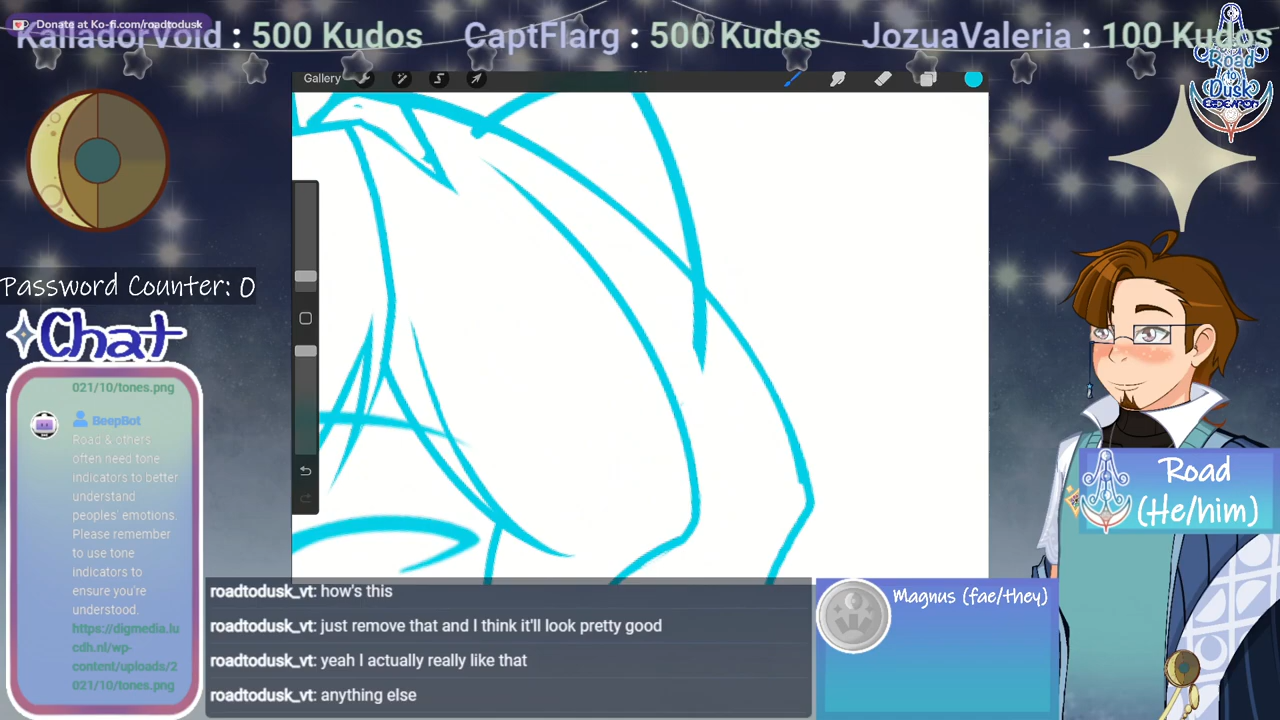 Donate at Ko-fi.com/roadtodusk
KalladorVoid : 500 Kudos CaptFlarg : 500 Kudos JozuaValeria : 100 Kudos
Road
to
Dusk
Gallery
Password Counter: 0
Chat
021/10/tones.png
BeepBot
Road & others
often need tone
indicators to better
understand
peoples' emotions.
Please remember
to use tone
indicators to
ensure you're
understood.
https://digmedia.lu
cdh.nl/wp-
content/uploads/2
021/10/tones.png
roadtodusk_vt: how's this
roadtodusk_vt: just remove that and I think it'll look pretty good
roadtodusk_vt: yeah I actually really like that
roadtodusk_vt: anything else
Magnus (fae/they)
Road
(He/him)